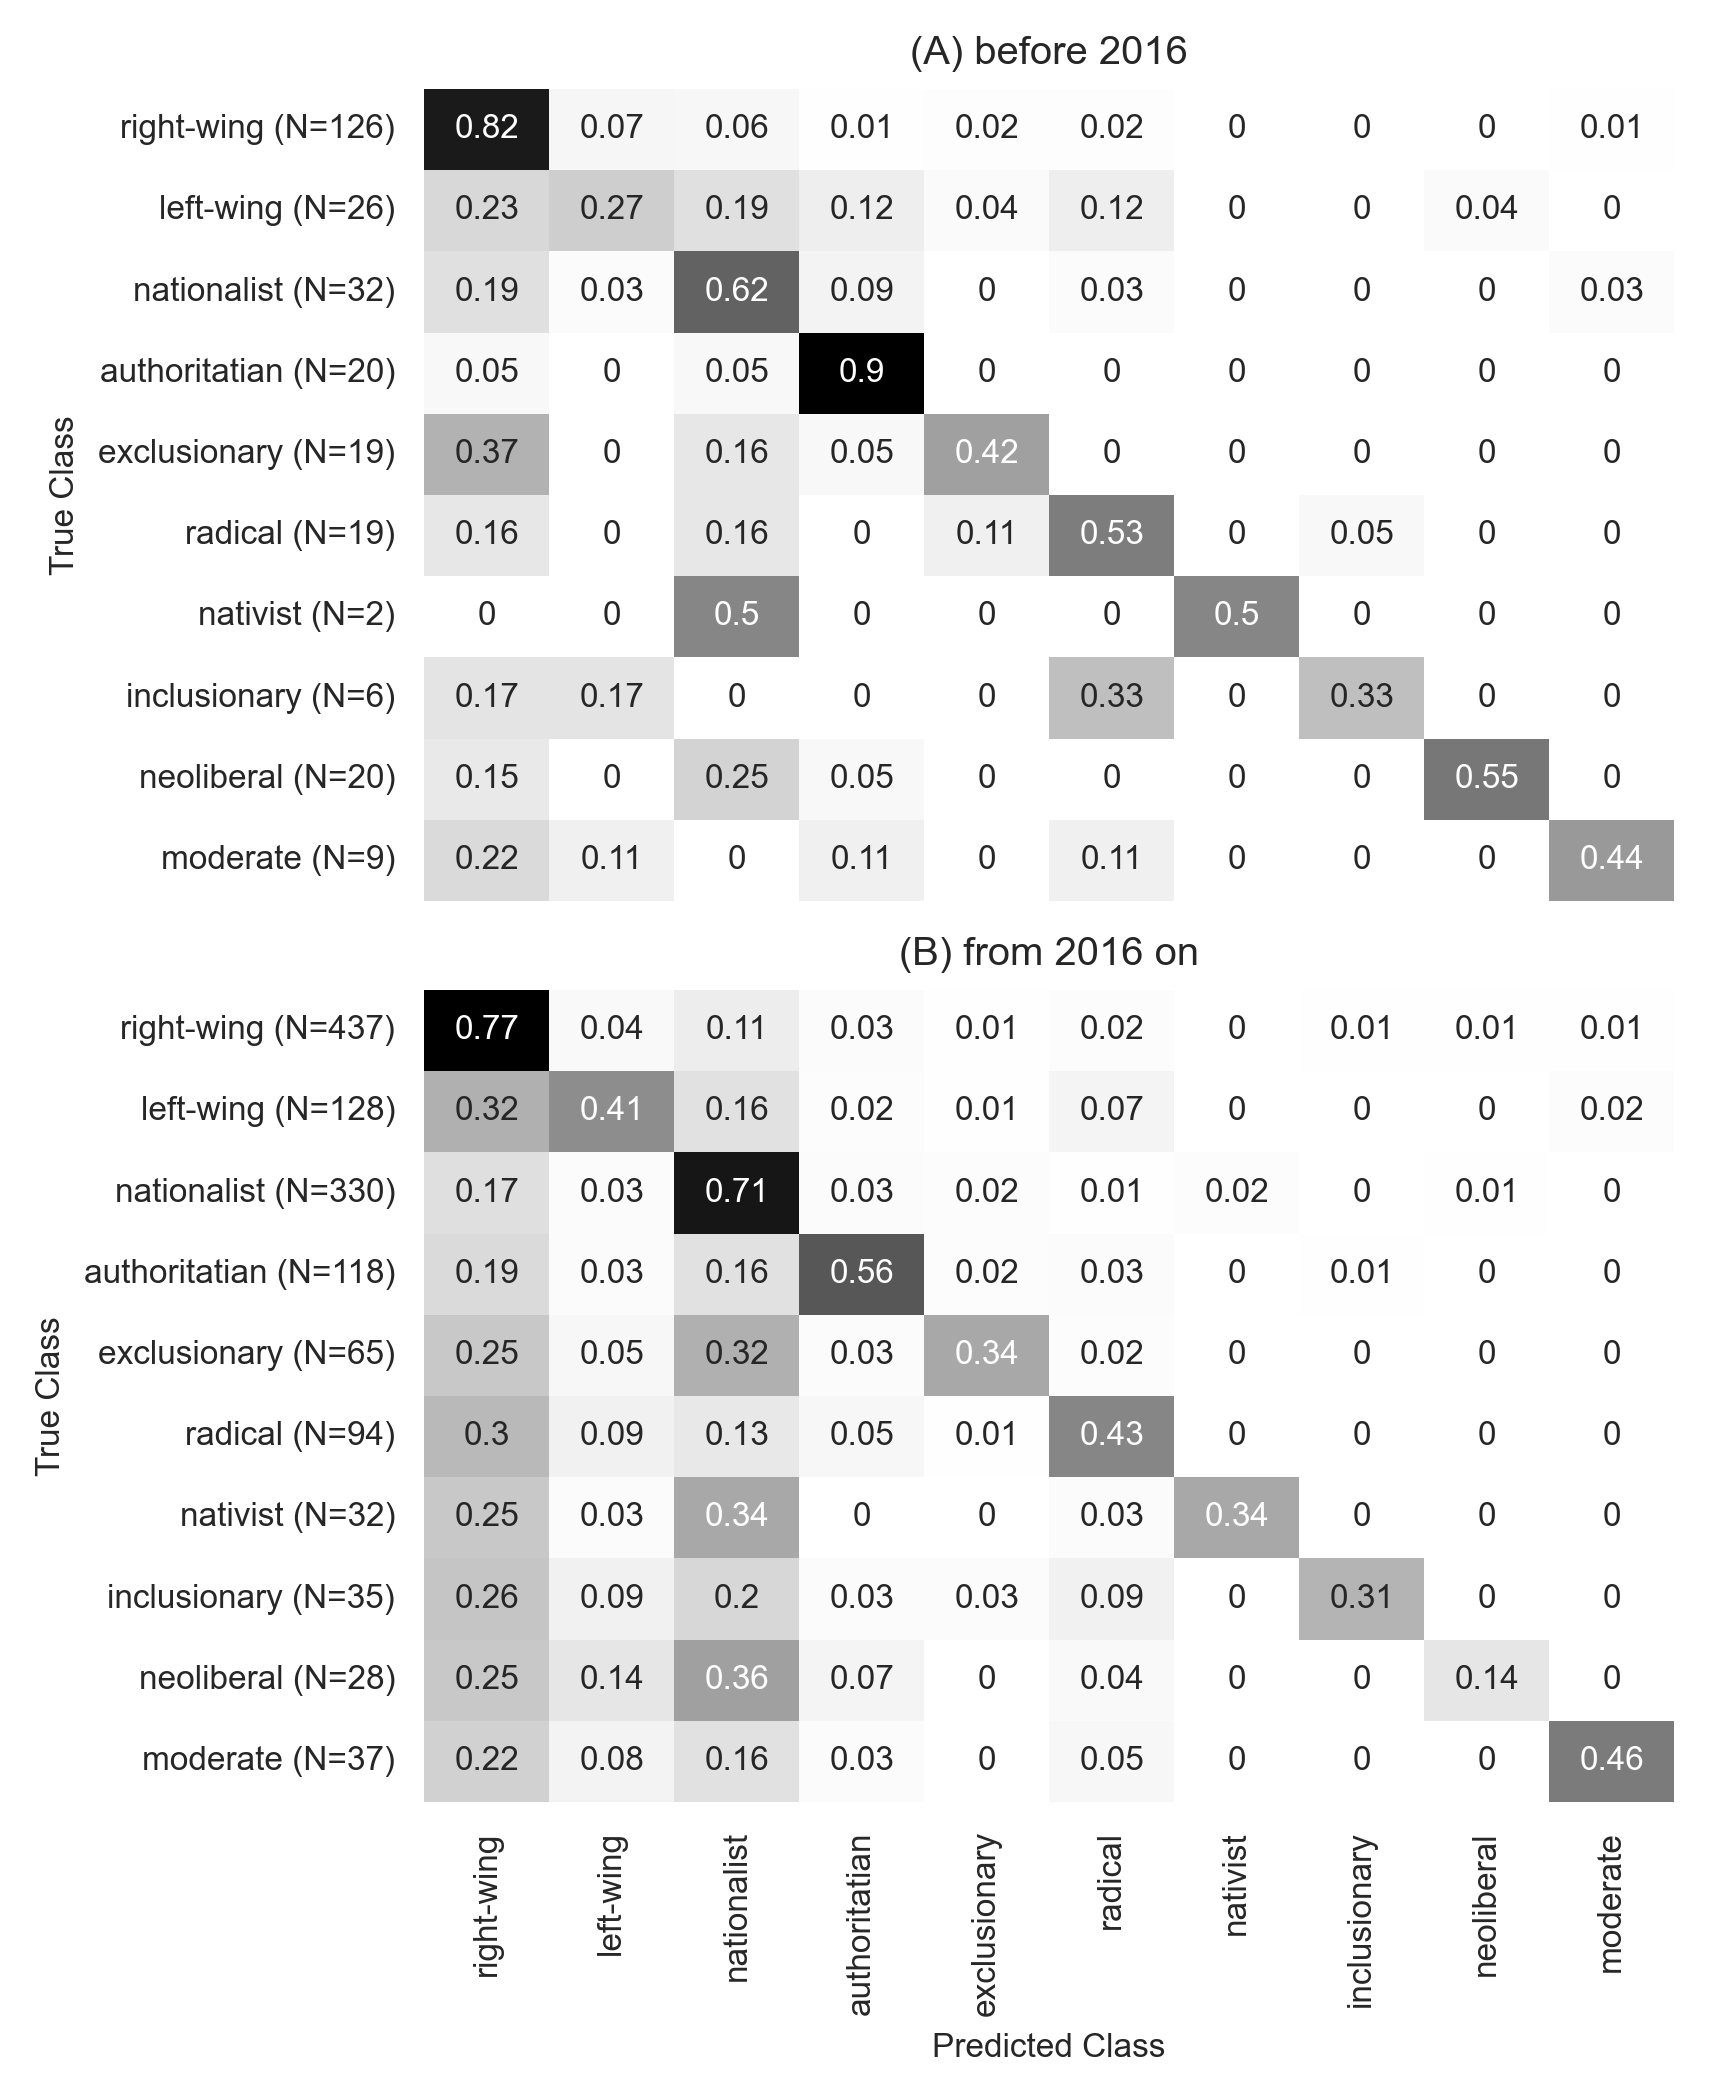 (A) before 2016
right-wing (N=126) 0.82 0.07 0.06 0.01 0.02 0.02 0 0 0 0.01
left-wing (N=26) 0.23 0.27 0.19 0.12 0.04 0.12 0 0 0.04 0
nationalist (N=32) 0.19 0.03 0.62 0.09 0 0.03 0 0 0 0.03
authoritatian (N=20) 0.05 0 0.05 0.9 0 0 0 0 0 0
exclusionary (N=19) 0.37 0 0.16 0.05 0.42 0 0 0 0 0
radical (N=19) 0.16 0 0.16 0 0.11 0.53 0 0.05 0 0
nativist (N=2) 0 0 0.5 0 0 0 0.5 0 0 0
inclusionary (N=6) 0.17 0.17 0 0 0 0.33 0 0.33 0 0
neoliberal (N=20) 0.15 0 0.25 0.05 0 0 0 0 0.55 0
moderate (N=9) 0.22 0.11 0 0.11 0 0.11 0 0 0 0.44
True Class
(B) from 2016 on
right-wing (N=437) 0.77 0.04 0.11 0.03 0.01 0.02 0 0.01 0.01 0.01
left-wing (N=128) 0.32 0.41 0.16 0.02 0.01 0.07 0 0 0 0.02
nationalist (N=330) 0.17 0.03 0.71 0.03 0.02 0.01 0.02 0 0.01 0
authoritatian (N=118) 0.19 0.03 0.16 0.56 0.02 0.03 0 0.01 0 0
exclusionary (N=65) 0.25 0.05 0.32 0.03 0.34 0.02 0 0 0 0
radical (N=94) 0.3 0.09 0.13 0.05 0.01 0.43 0 0 0 0
nativist (N=32) 0.25 0.03 0.34 0 0 0.03 0.34 0 0 0
inclusionary (N=35) 0.26 0.09 0.2 0.03 0.03 0.09 0 0.31 0 0
neoliberal (N=28) 0.25 0.14 0.36 0.07 0 0.04 0 0 0.14 0
moderate (N=37) 0.22 0.08 0.16 0.03 0 0.05 0 0 0 0.46
True Class
right-wing
left-wing
nationalist
authoritatian
exclusionary
radical
nativist
inclusionary
neoliberal
moderate
Predicted Class